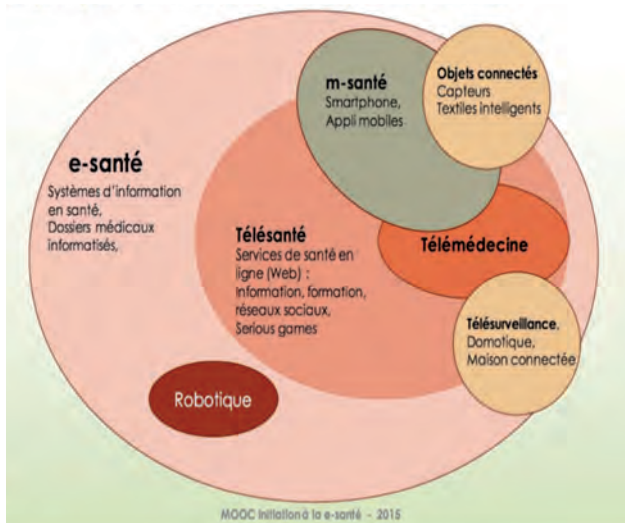 e-santé
Systèmes d'information
en santé,
Dossiers médicaux
informatisés,
m-santé
Smartphone,
Appli mobiles
Objets connectés
Capteurs
Textiles intelligents
Télésanté
Services de santé en
ligne (Web) :
Information, formation,
réseaux sociaux,
Serious games
Télémédecine
Télésurveillance,
Domotique,
Maison connectée
Robotique
MOOC Initiation à la e-santé - 2015